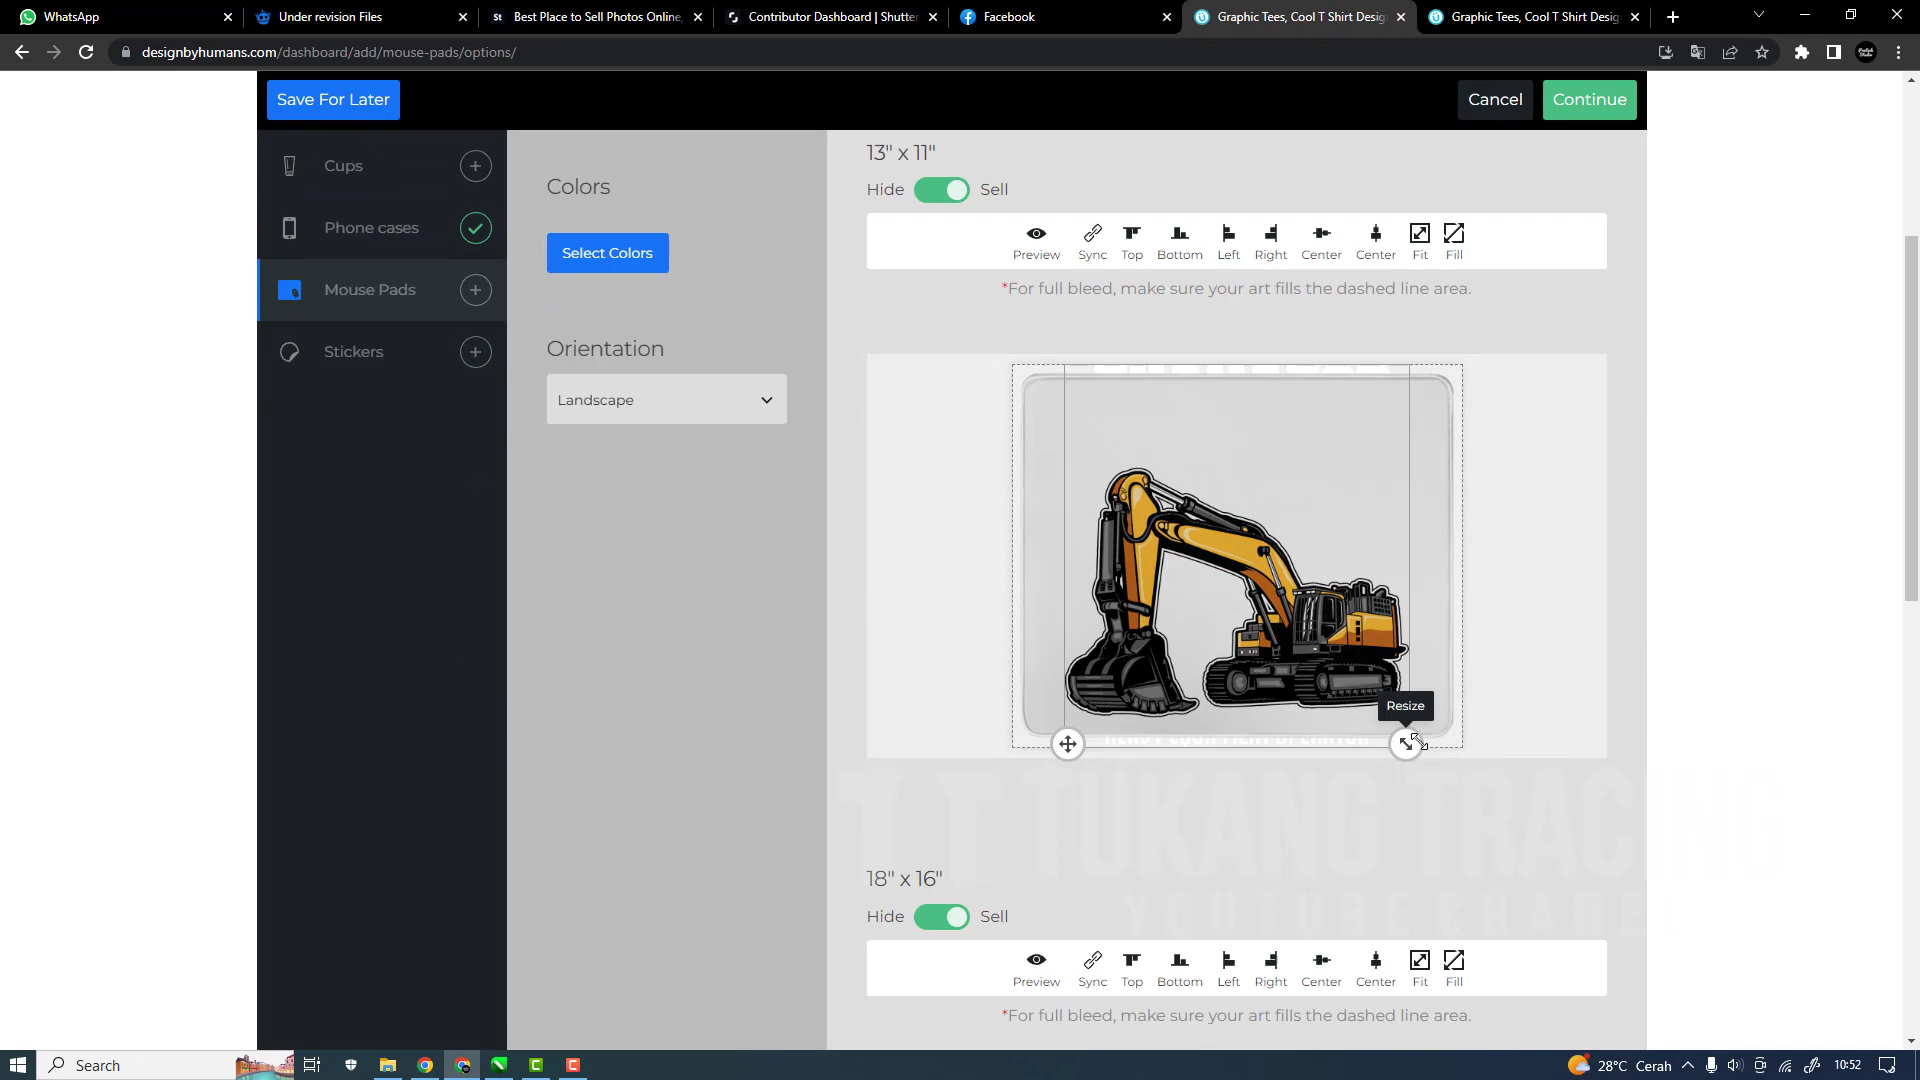 WhatsApp
Under revision Files
Best Place to Sell Photos Online,
Contributor Dashboard | Shutter
Facebook
Graphic Tees, Cool T Shirt Desig
Graphic Tees, Cool T Shirt Desig
designbyhumans.com/dashboard/add/mouse-pads/options/
Save For Later
Cancel
Continue
Cups
Phone cases
Mouse Pads
Stickers
Colors
Select Colors
Orientation
Landscape
13" x 11"
Hide
Sell
Preview
Sync
Top
Bottom
Left
Right
Center
Center
Fit
Fill
*For full bleed, make sure your art fills the dashed line area.
Resize
TT TUKANG TRACING
YOUTUBE CHANE
18" x 16"
Hide
Sell
Preview
Sync
Top
Bottom
Left
Right
Center
Center
Fit
Fill
*For full bleed, make sure your art fills the dashed line area.
Search
28°C Cerah
10:52